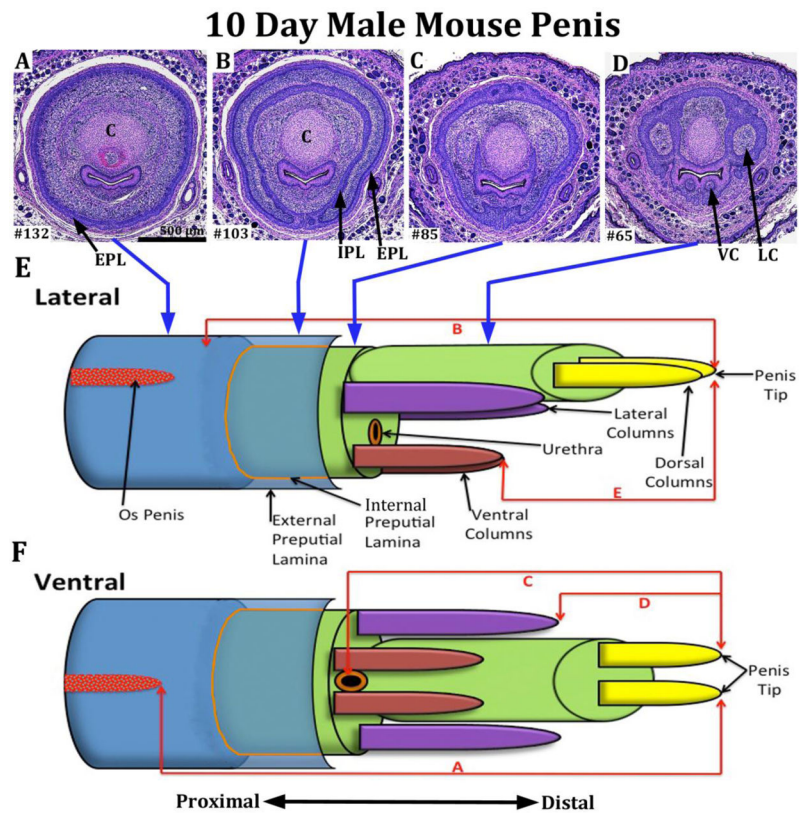 10 Day Male Mouse Penis
A
B
C
D
C
C
#132
#103
#85
#65
500 μm
EPL
IPL
EPL
VC
LC
E
Lateral
B
Penis
Tip
Lateral
Columns
Urethra
Dorsal
Columns
E
Os Penis
External
Preputial
Lamina
Internal
Preputial
Lamina
Ventral
Columns
F
Ventral
C
D
Penis
Tip
A
Proximal
Distal